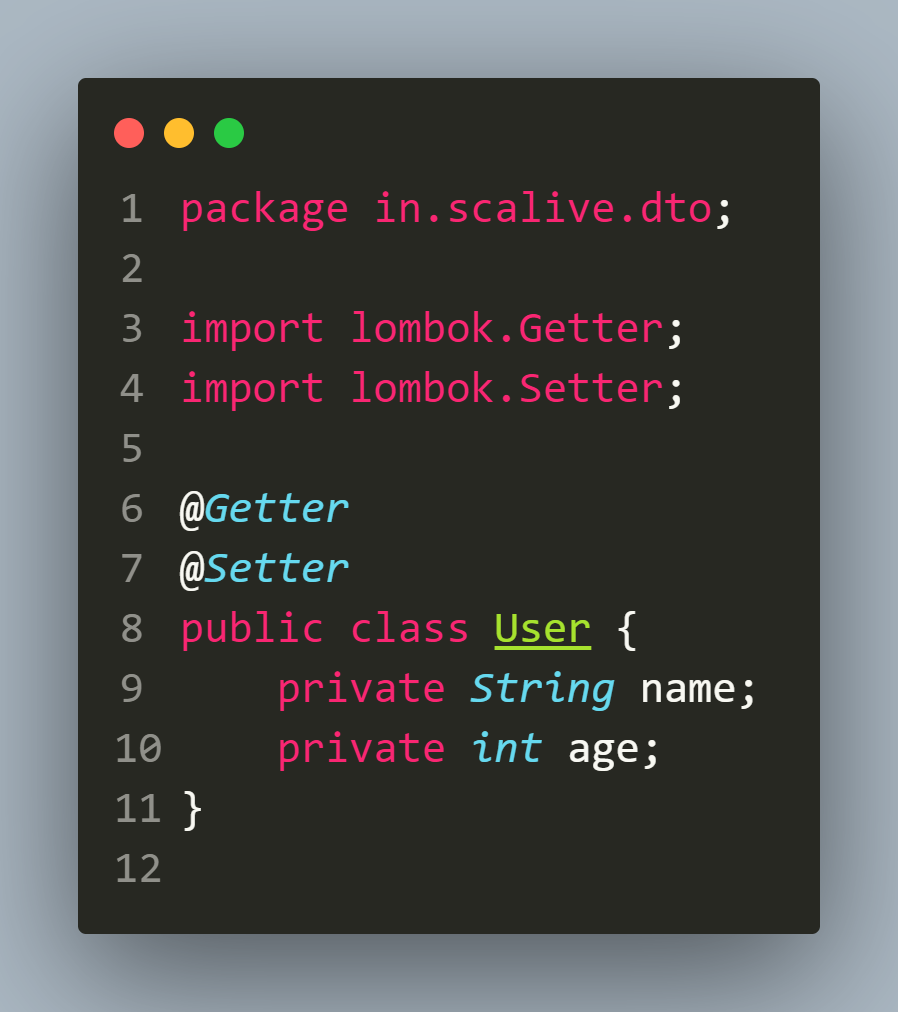 1 package in.scalive.dto;
2
3 import lombok.Getter;
4 import lombok.Setter;
5
6 @Getter
7 @Setter
8 public class User {
9     private String name;
10     private int age;
11 }
12